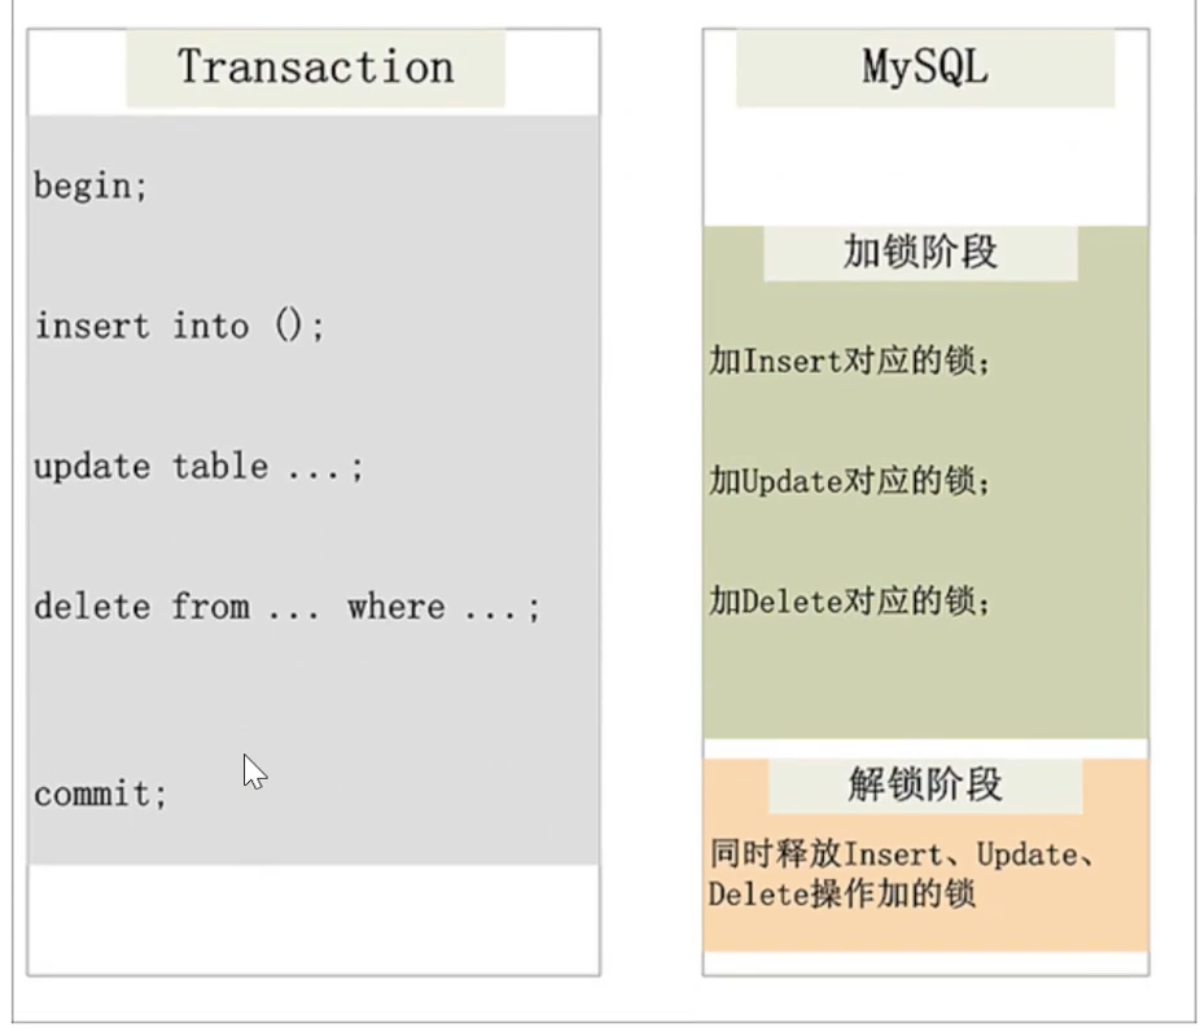 Transaction
begin;
insert into ();
update table ...;
delete from ... where ...;
commit;
MySQL
加锁阶段
加Insert对应的锁;
加Update对应的锁;
加Delete对应的锁;
解锁阶段
同时释放Insert、Update、
Delete操作加的锁